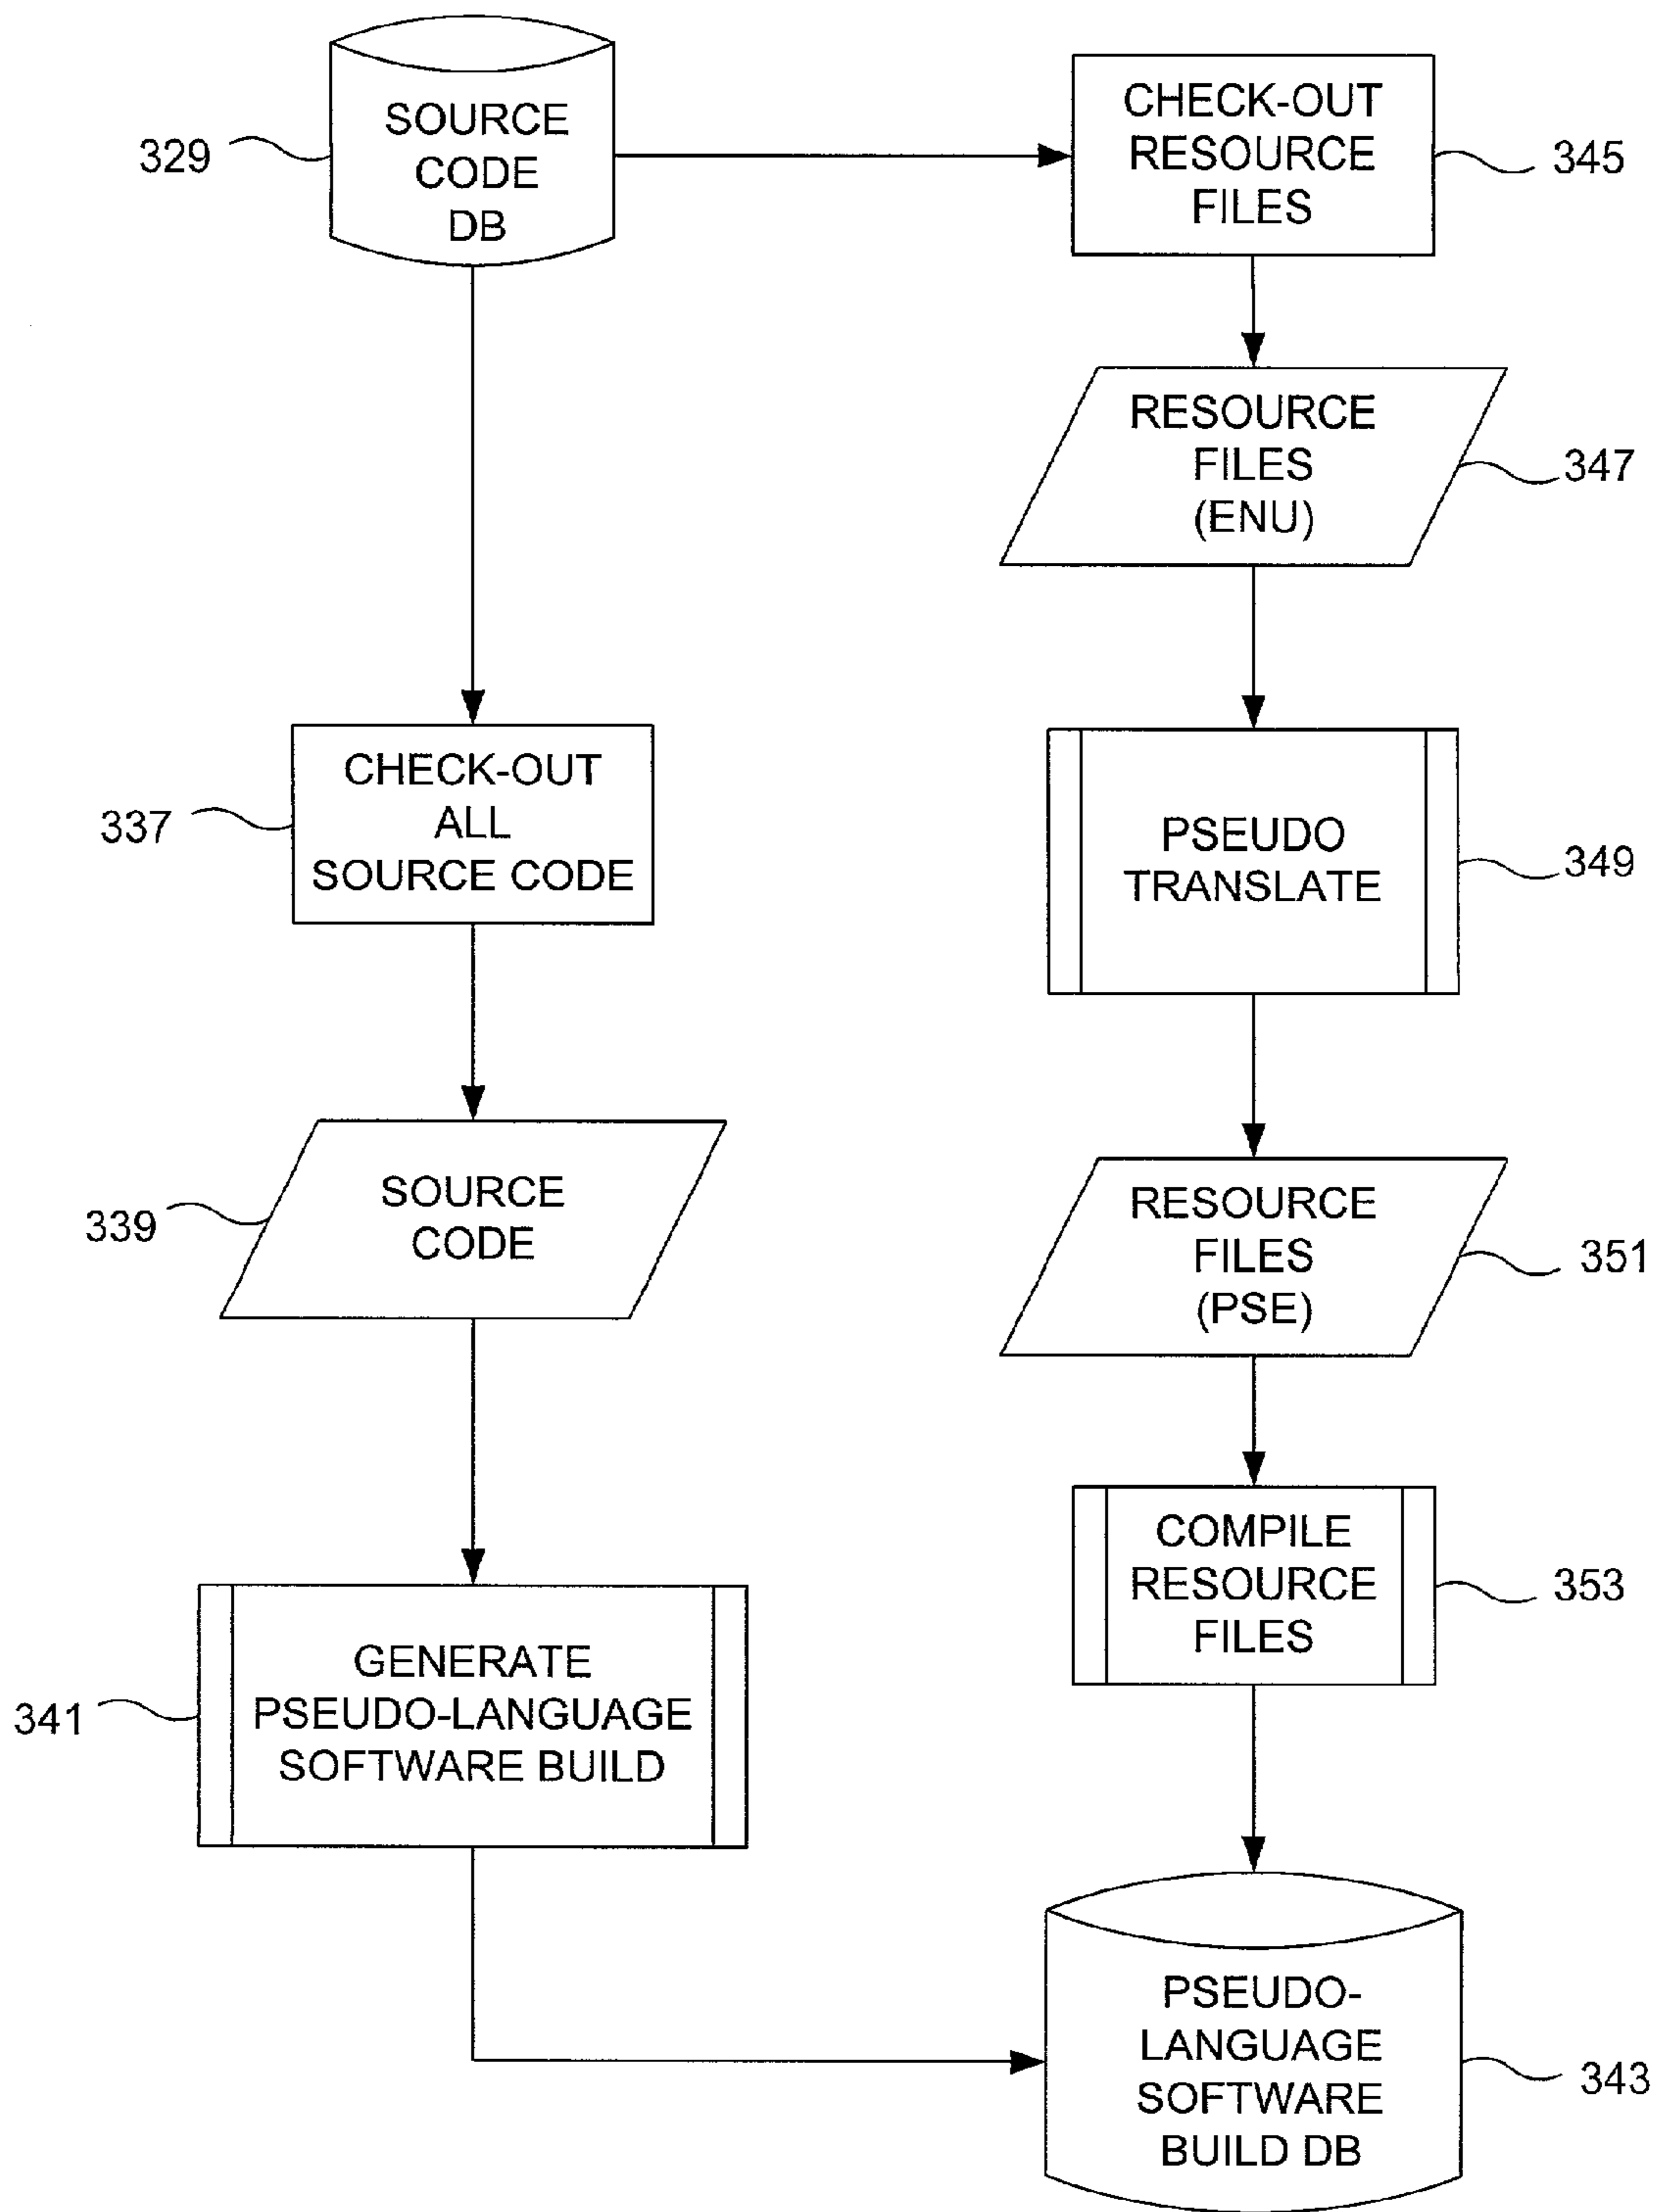 SOURCE
CODE
DB
329
CHECK-OUT
RESOURCE
FILES
345
RESOURCE
FILES
(ENU)
347
CHECK-OUT
ALL
SOURCE CODE
337
PSEUDO
TRANSLATE
349
SOURCE
CODE
339
RESOURCE
FILES
(PSE)
351
COMPILE
RESOURCE
FILES
353
GENERATE
PSEUDO-LANGUAGE
SOFTWARE BUILD
341
PSEUDO-
LANGUAGE
SOFTWARE
BUILD DB
343